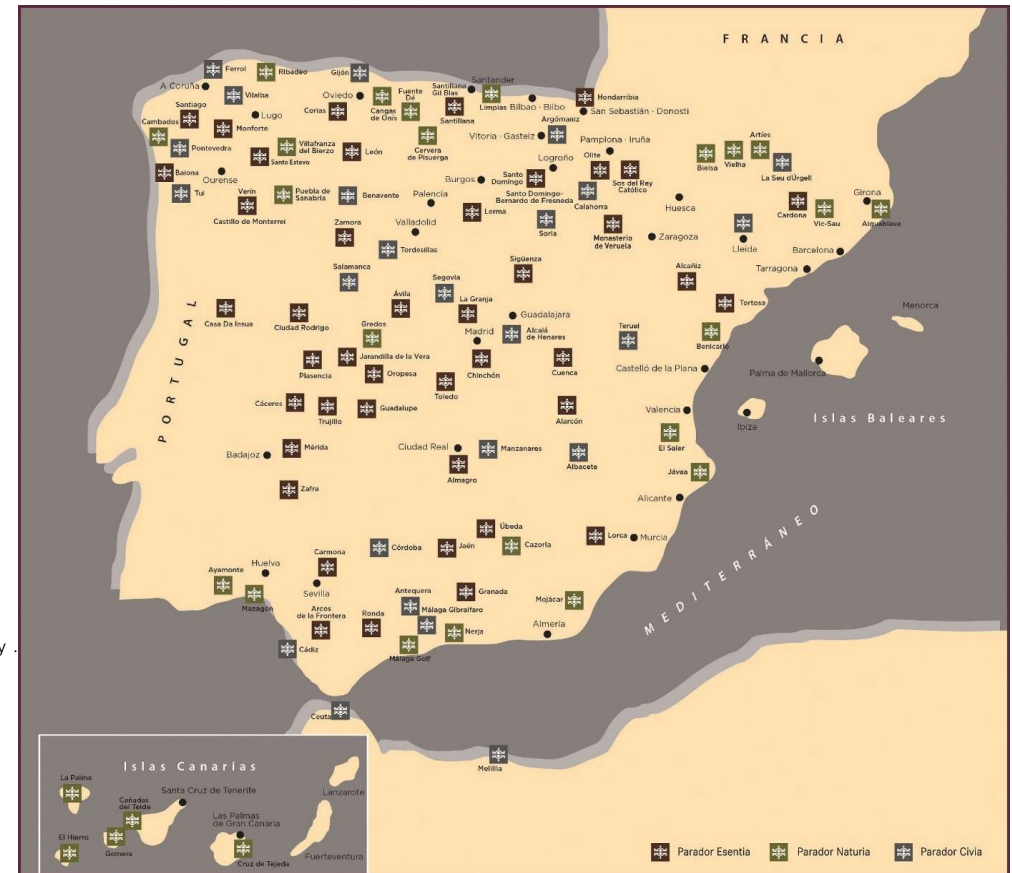 FRANCIA
Ferrol
Ribadeo
Gijón
A Coruña
Vilalba
Oviedo
Cangas
de Onís
Fuente
Dé
Santillana
Gil Blas
Santillana
Santander
Limpias
Bilbao · Bilbo
Hondarribia
San Sebastián · Donosti
Santiago
Lugo
Corias
Argómaniz
Cambados
Monforte
Vitoria · Gasteiz
Pamplona · Iruña
Pontevedra
Santo Estevo
Villafranza
del Bierzo
León
Cervera
de Pisuerga
Logroño
Olite
Sos del Rey
Católico
Bielsa
Vielha
Artíes
La Seu d'Urgell
Baiona
Ourense
Burgos
Santo
Domingo
Santo Domingo-
Bernardo de Fresneda
Calahorra
Huesca
Girona
Tui
Verín
Castillo de Monterrei
Puebla de
Sanabria
Benavente
Palencia
Lerma
Soria
Monasterio
de Veruela
Zaragoza
Lleida
Cardona
Vic-Sau
Aiguablava
Zamora
Valladolid
Tordesillas
Barcelona
Tarragona
Salamanca
Segovia
Sigüenza
Alcañiz
Tortosa
Menorca
Casa Da Insua
Ciudad Rodrigo
Ávila
La Granja
Guadalajara
Gredos
Madrid
Alcalá
de Henares
Teruel
Benicarló
PORTUGAL
Plasencia
Jarandilla de la Vera
Oropesa
Chinchón
Cuenca
Castelló de la Plana
Palma de Mallorca
Toledo
Cáceres
Trujillo
Guadalupe
Alarcón
Valencia
Ibiza
Islas Baleares
Mérida
Badajoz
Ciudad Real
Almagro
Manzanares
Albacete
El Saler
Jávea
Zafra
Alicante
Úbeda
Lorca
Murcia
Carmona
Córdoba
Jaén
Cazorla
MEDITERRÁNEO
Ayamonte
Huelva
Mazagón
Sevilla
Arcos
de la Frontera
Ronda
Antequera
Málaga Gibralfaro
Granada
Mojácar
Almería
Nerja
Málaga Golf
Cádiz
y .
Ceuta
Melilla
Islas Canarias
La Palma
Cañadas
del Teide
Santa Cruz de Tenerife
Lanzarote
El Hierro
Gomera
Las Palmas
de Gran Canaria
Cruz de Tejeda
Fuerteventura
Parador Esentia
Parador Naturia
Parador Civia